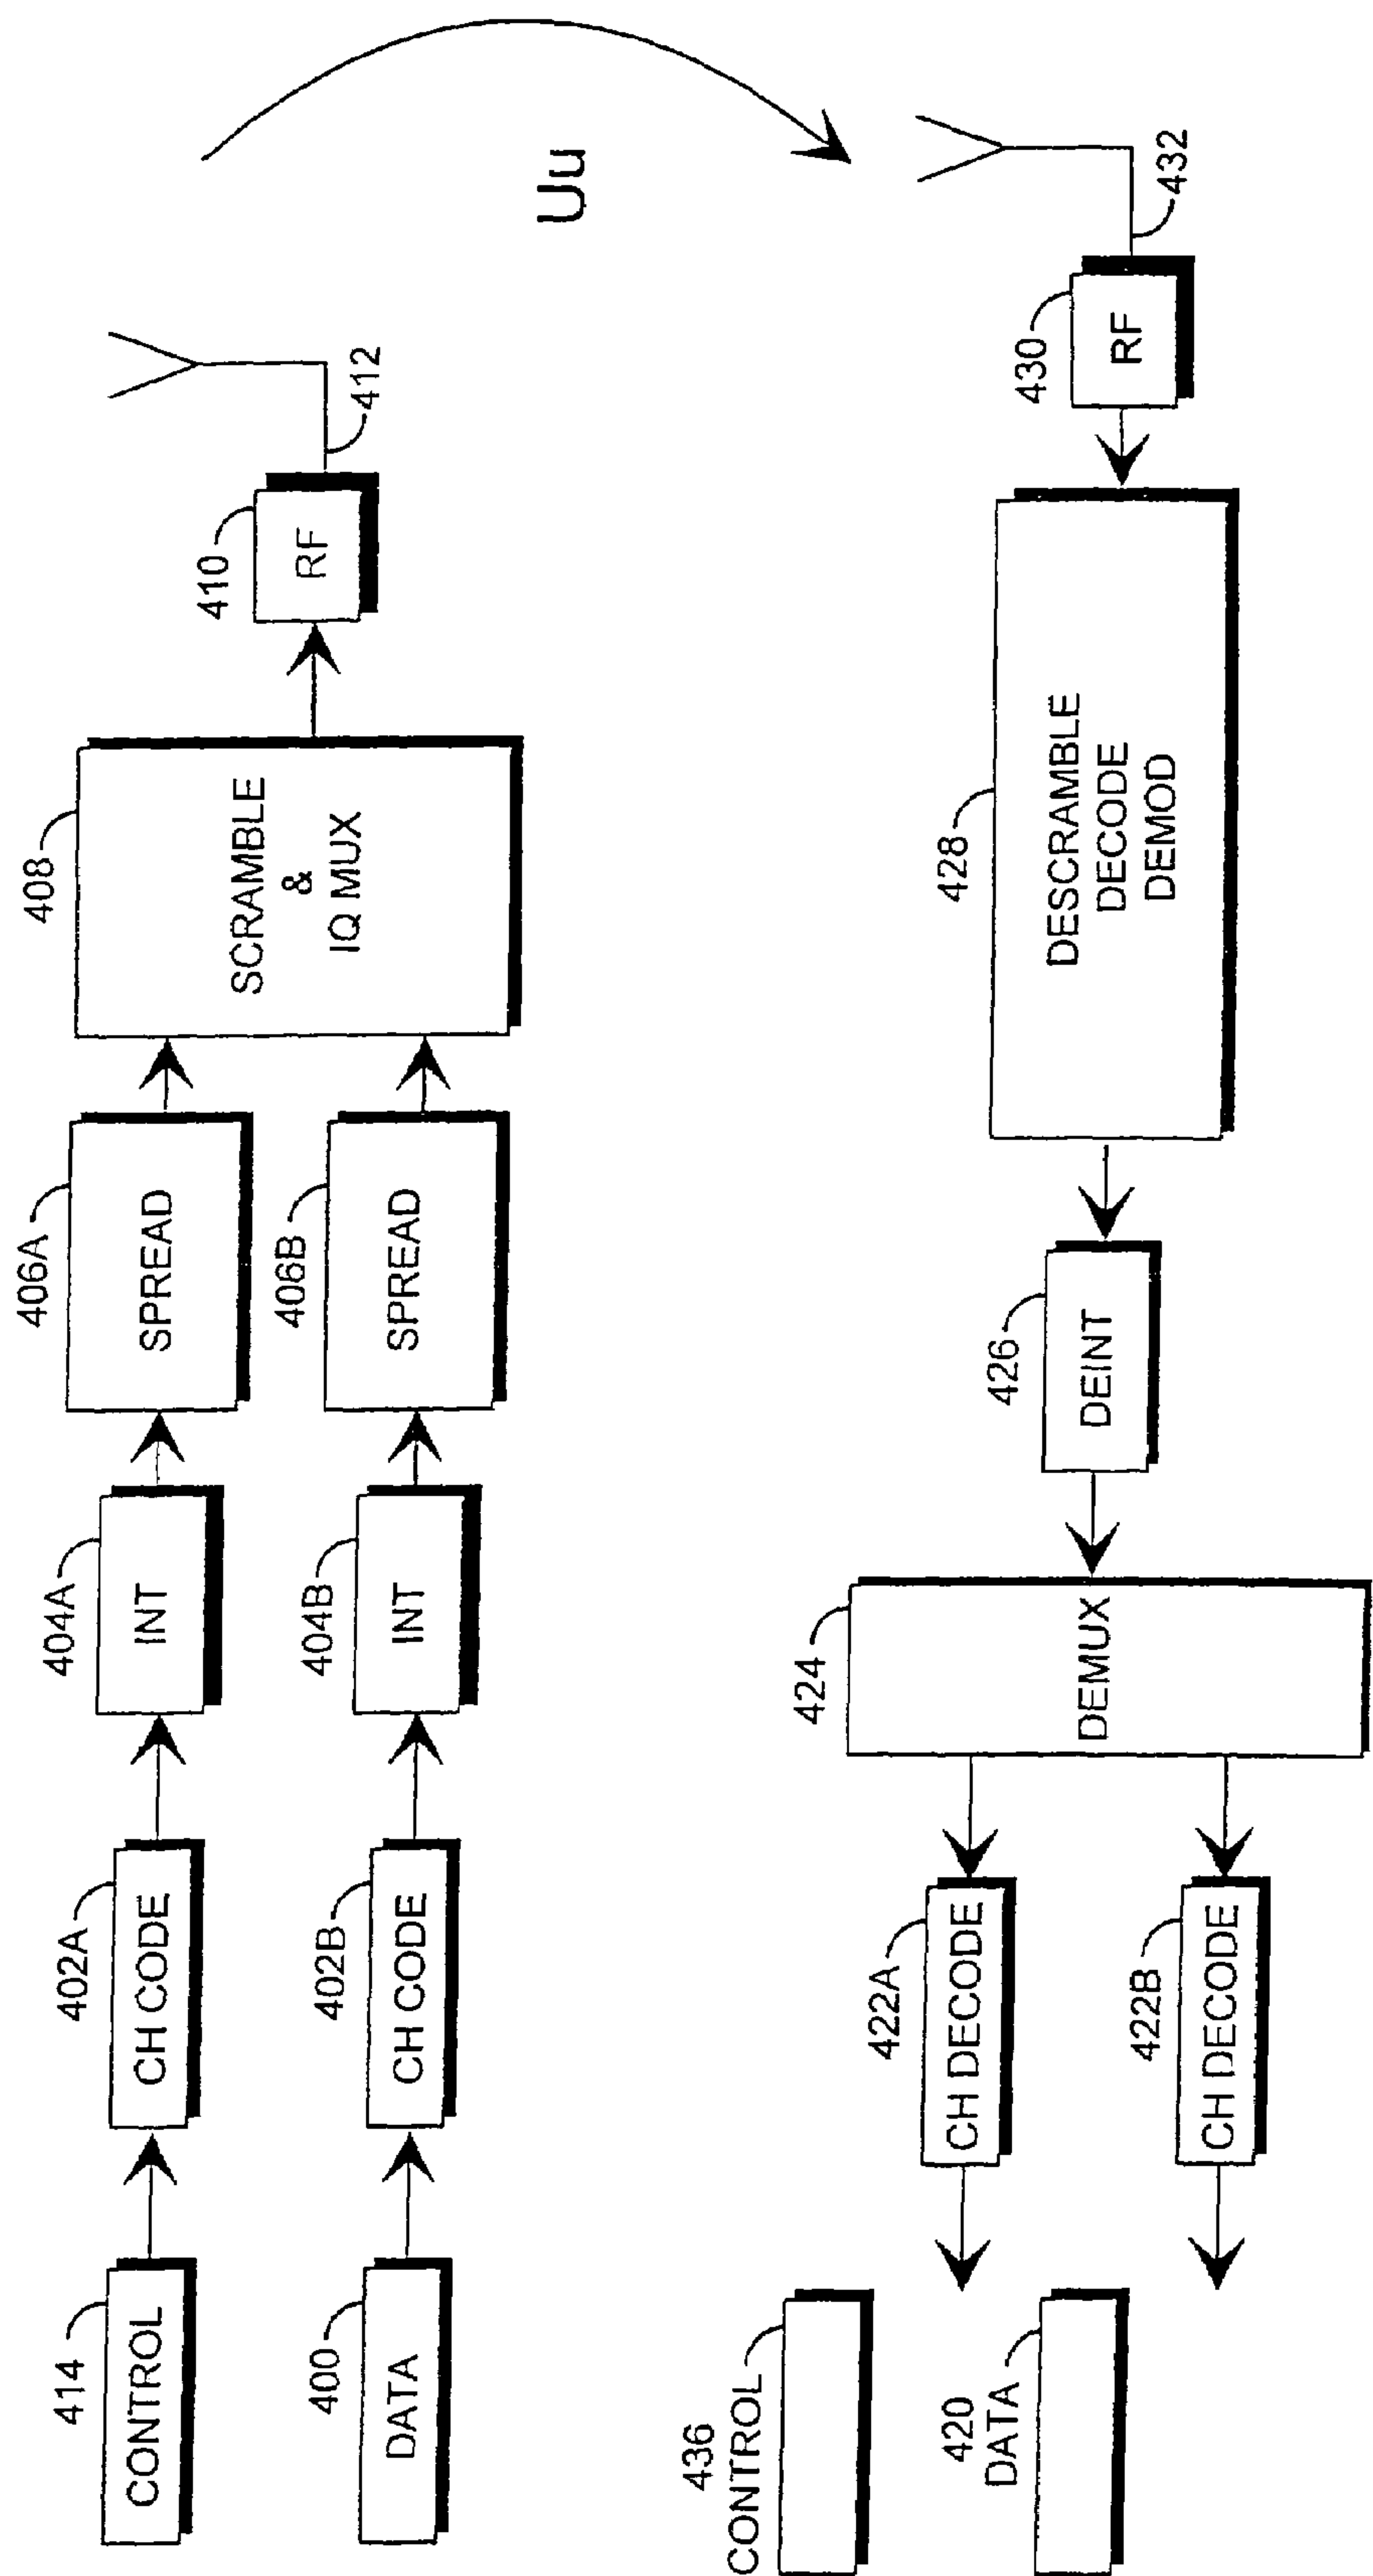 414
CONTROL
402A
CH CODE
404A
INT
406A
SPREAD
408
SCRAMBLE
&
IQ MUX
410
RF
412
400
DATA
402B
CH CODE
404B
INT
406B
SPREAD
Uu
436
CONTROL
420
DATA
422A
CH DECODE
422B
CH DECODE
424
DEMUX
426
DEINT
428
DESCRAMBLE
DECODE
DEMOD
430
RF
432